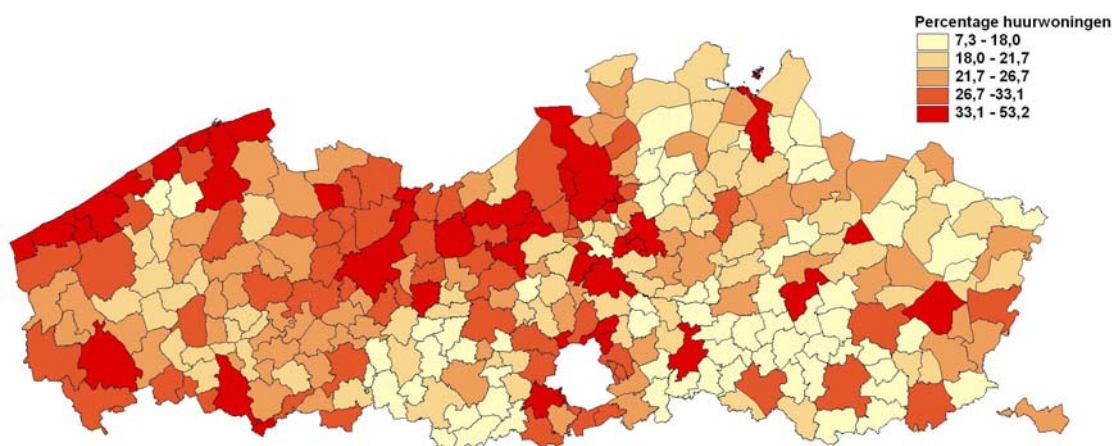 Percentage huurwoningen
7,3 - 18,0
18,0 - 21,7
21,7 - 26,7
26,7 -33,1
33,1 - 53,2